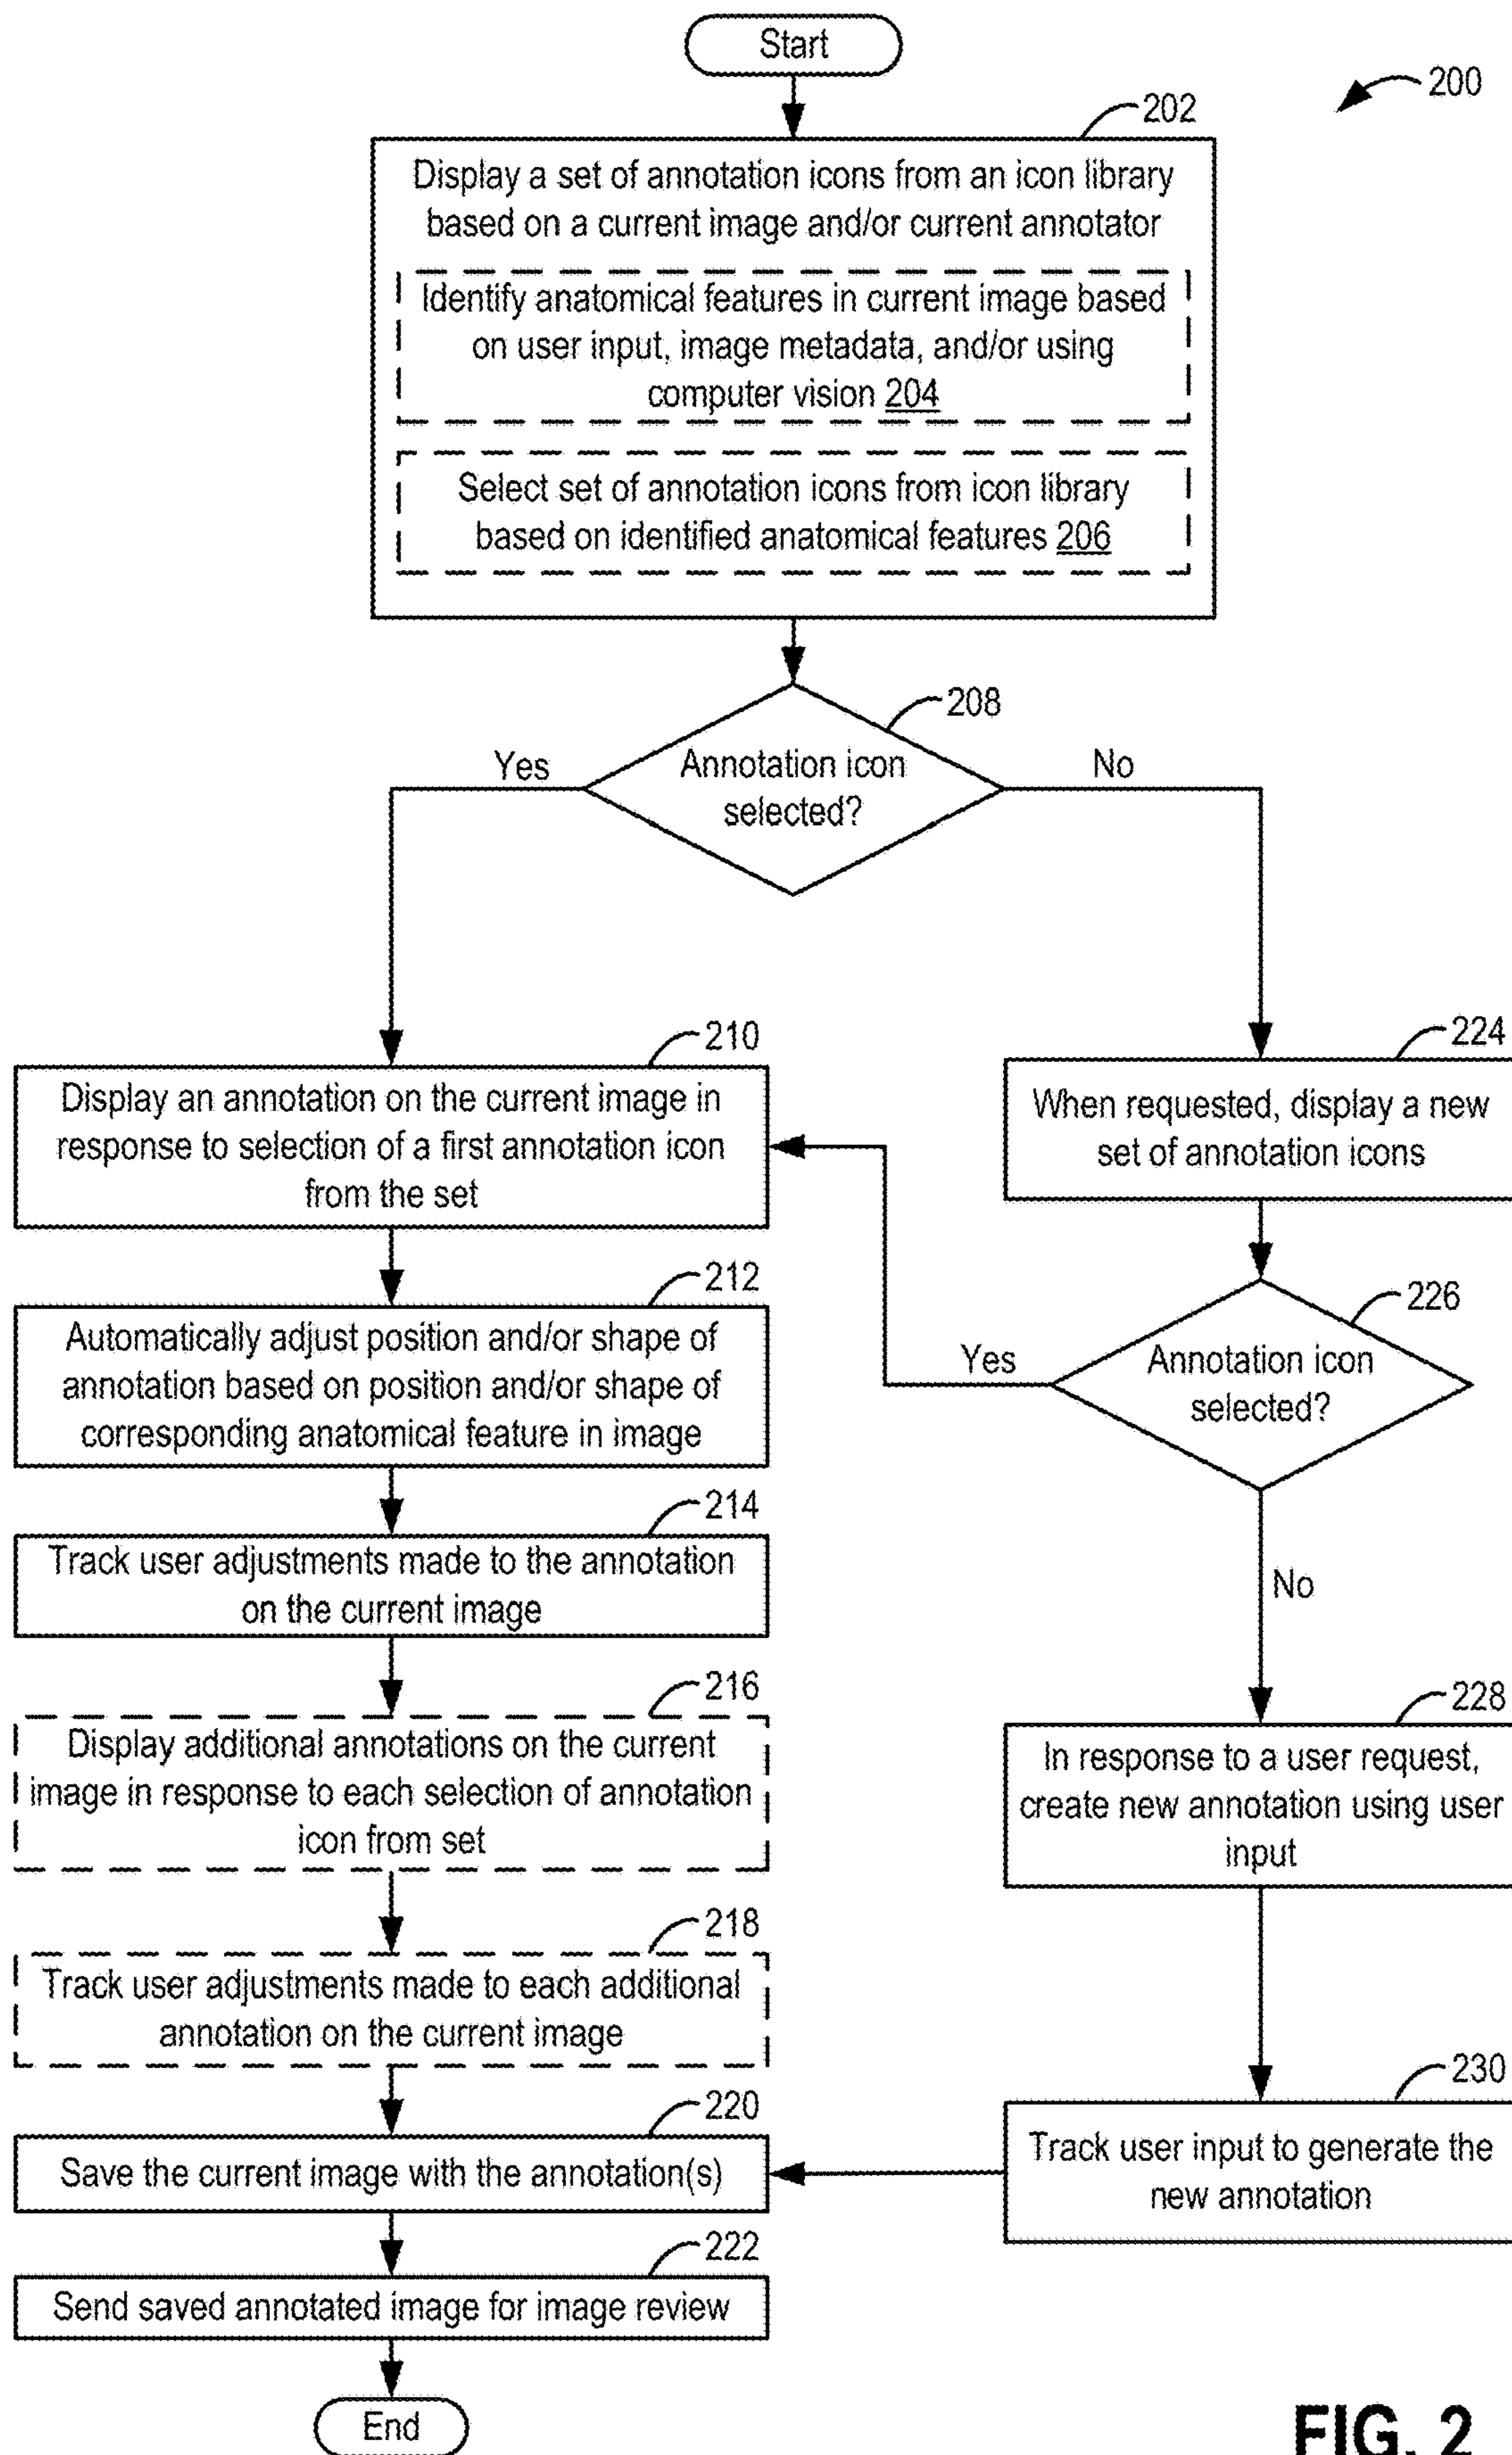 Start
200
202
Display a set of annotation icons from an icon library
based on a current image and/or current annotator
Identify anatomical features in current image based
on user input, image metadata, and/or using
computer vision 204
Select set of annotation icons from icon library
based on identified anatomical features 206
208
Annotation icon
selected?
Yes
No
210
Display an annotation on the current image in
response to selection of a first annotation icon
from the set
224
When requested, display a new
set of annotation icons
212
Automatically adjust position and/or shape of
annotation based on position and/or shape of
corresponding anatomical feature in image
226
Annotation icon
selected?
Yes
No
214
Track user adjustments made to the annotation
on the current image
216
Display additional annotations on the current
image in response to each selection of annotation
icon from set
228
In response to a user request,
create new annotation using user
input
218
Track user adjustments made to each additional
annotation on the current image
220
Save the current image with the annotation(s)
230
Track user input to generate the
new annotation
222
Send saved annotated image for image review
End
FIG. 2